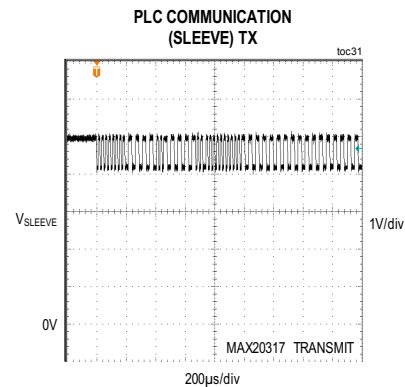 PLC COMMUNICATION
(SLEEVE) TX
toc31
T
VSLEEVE
1V/div
0V
MAX20317 TRANSMIT
200µs/div